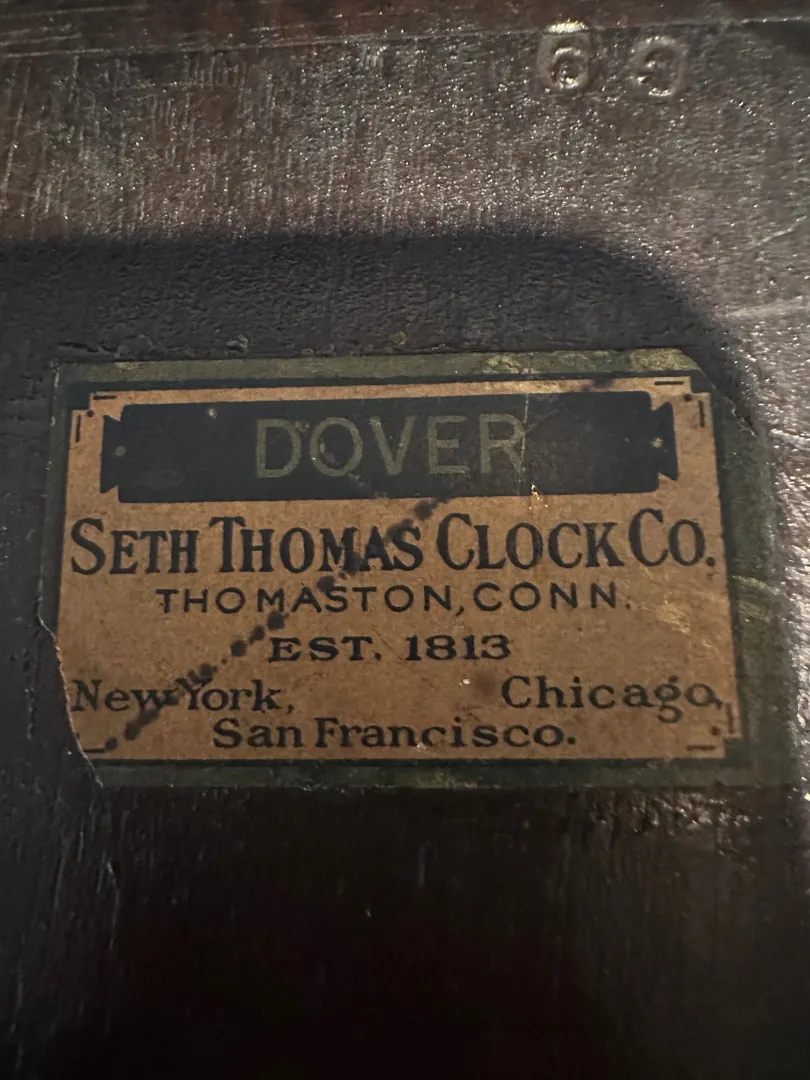 DOVER
SETH THOMAS CLOCK CO.
THOMASTON, CONN.
EST. 1813
New York, Chicago,
San Francisco.